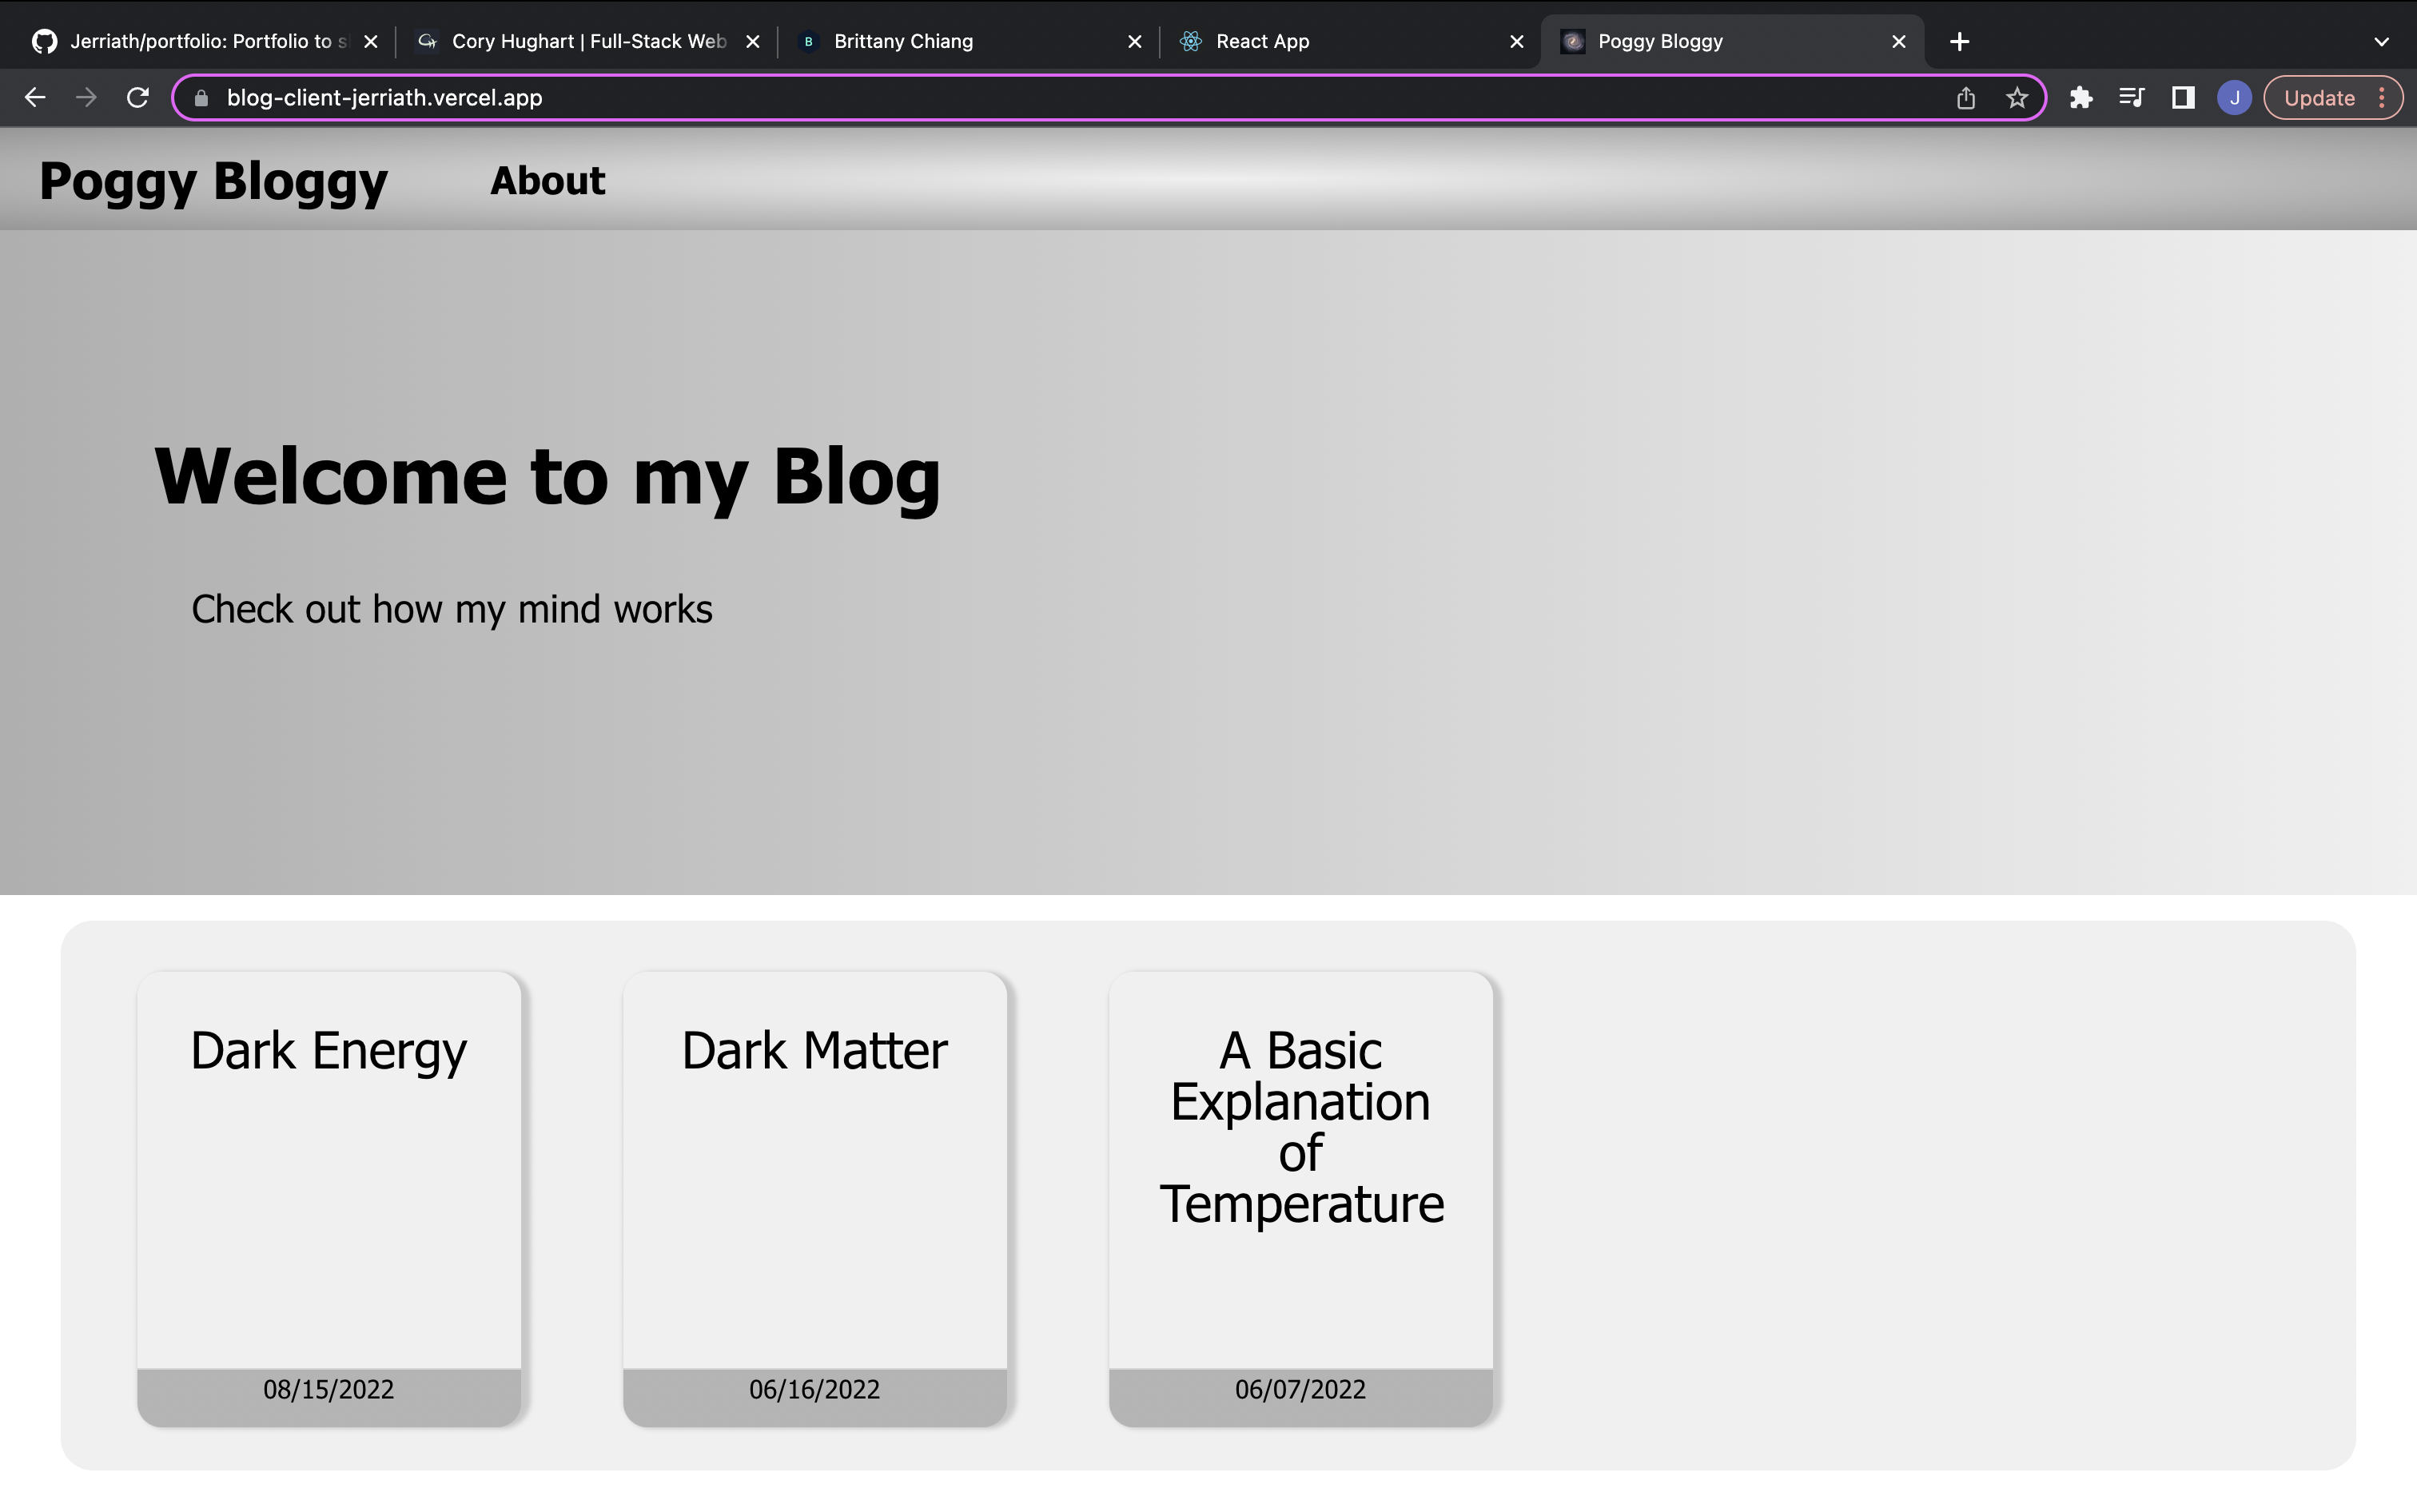 Jerriath/portfolio: Portfolio to s
Cory Hughart | Full-Stack Web
B
Brittany Chiang
React App
Poggy Bloggy
blog-client-jerriath.vercel.app
J
Update
Poggy Bloggy
About
Welcome to my Blog
Check out how my mind works
Dark Energy
08/15/2022
Dark Matter
06/16/2022
A Basic
Explanation
of
Temperature
06/07/2022